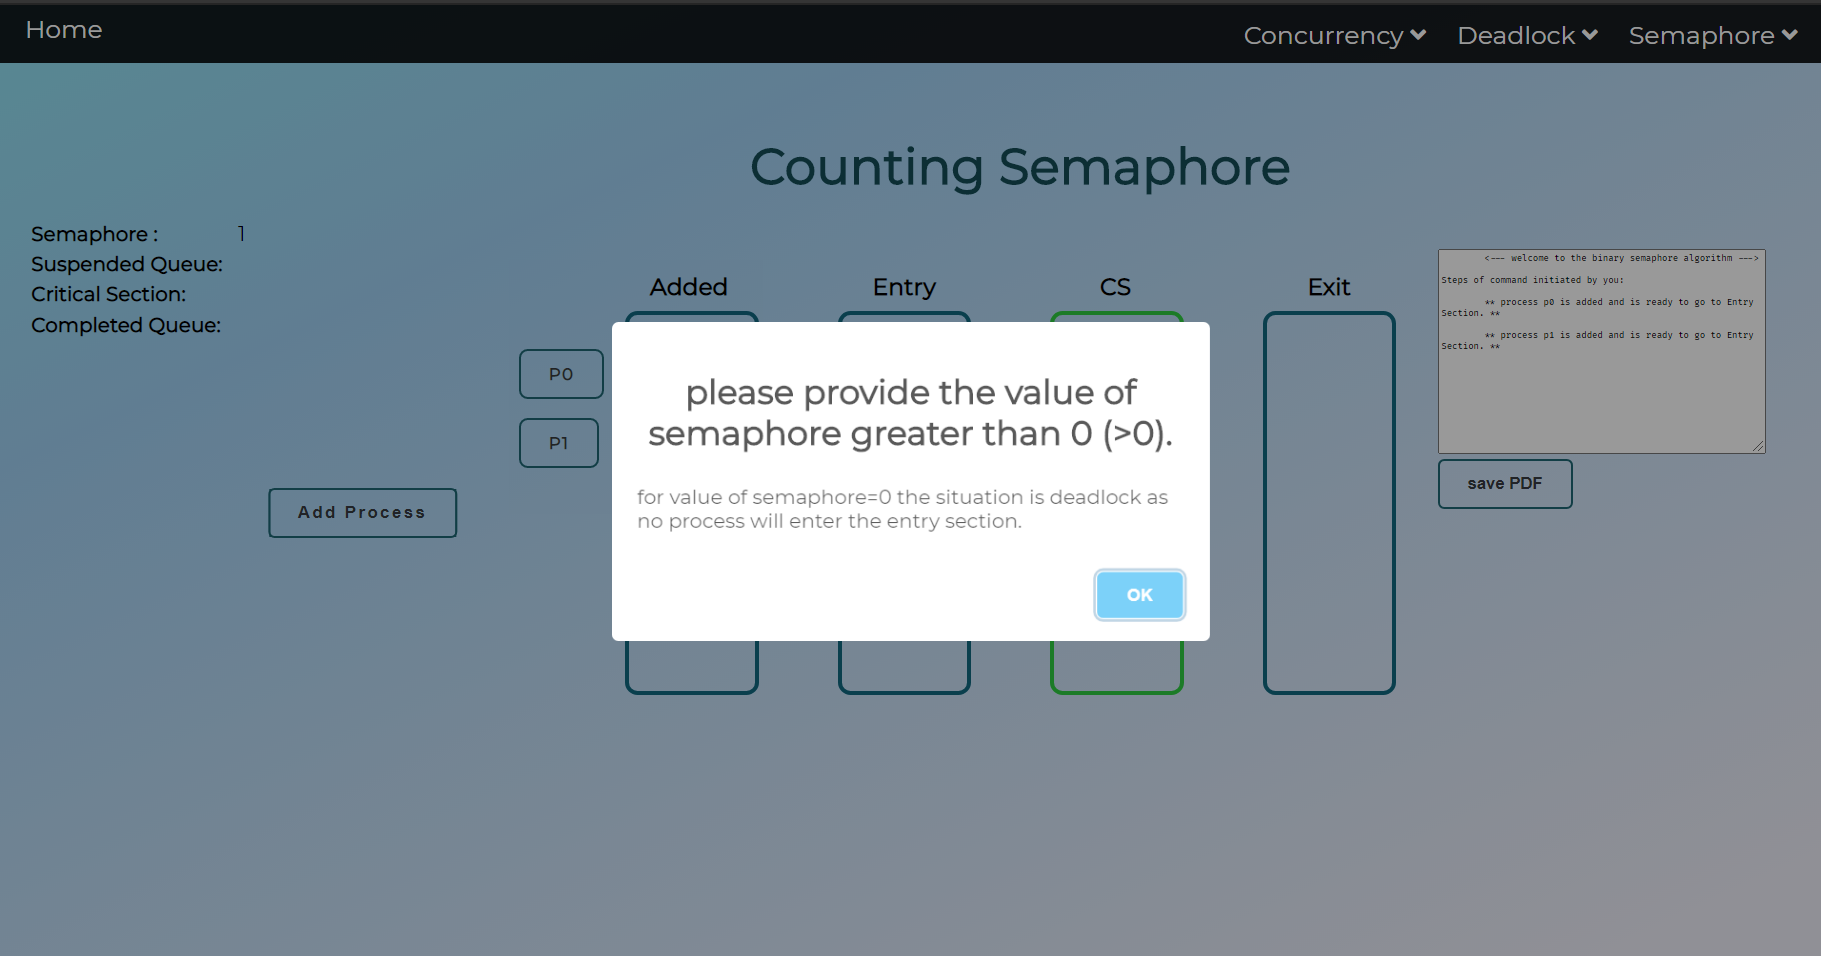 Home
Concurrency
Deadlock
Semaphore
Counting Semaphore
Semaphore : 1
Suspended Queue:
Critical Section:
Completed Queue:
Added
Entry
CS
Exit
P0
P1
Add Process
please provide the value of
semaphore greater than 0 (>0).
for value of semaphore=0 the situation is deadlock as
no process will enter the entry section.
OK
<--- welcome to the binary semaphore algorithm --->
Steps of command initiated by you:
** process p0 is added and is ready to go to Entry
Section. **
** process p1 is added and is ready to go to Entry
Section. **
save PDF